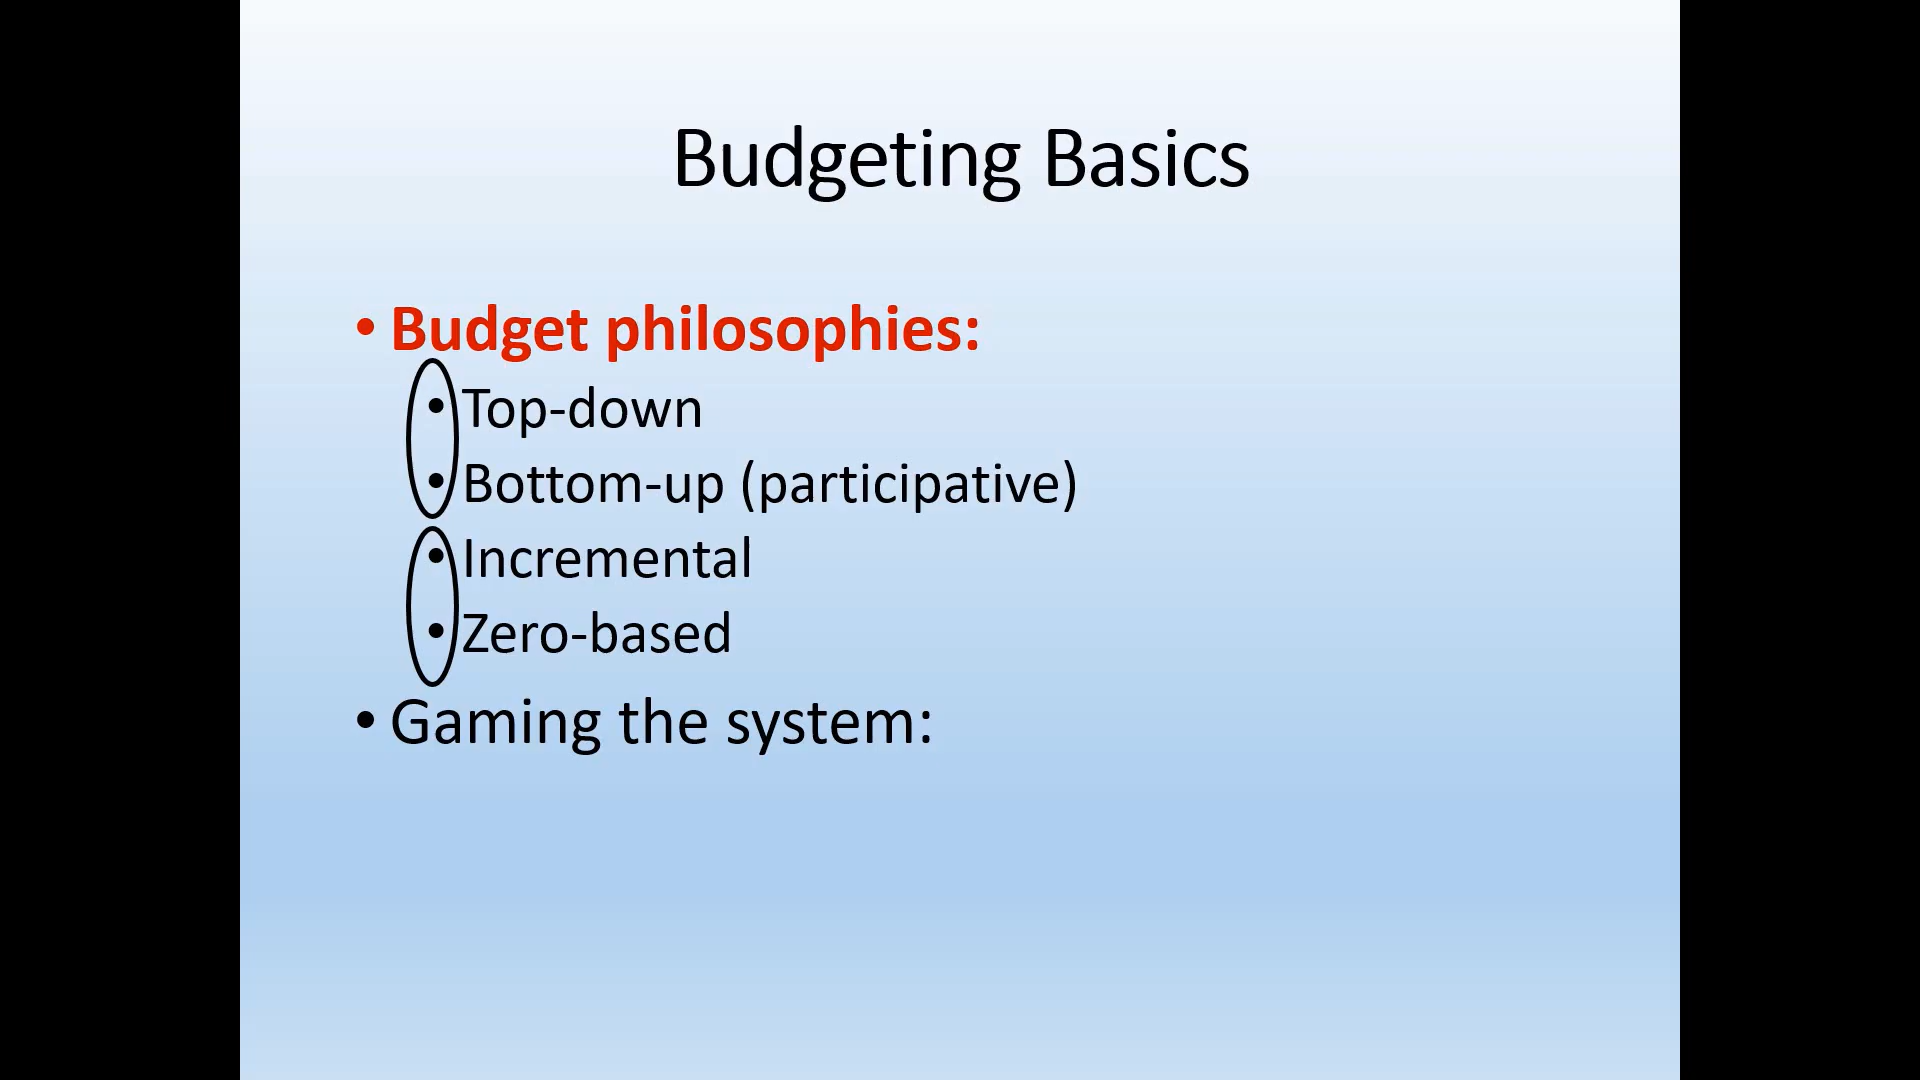 Budgeting Basics
• Budget philosophies:
• Top-down
• Bottom-up (participative)
• Incremental
• Zero-based
• Gaming the system: